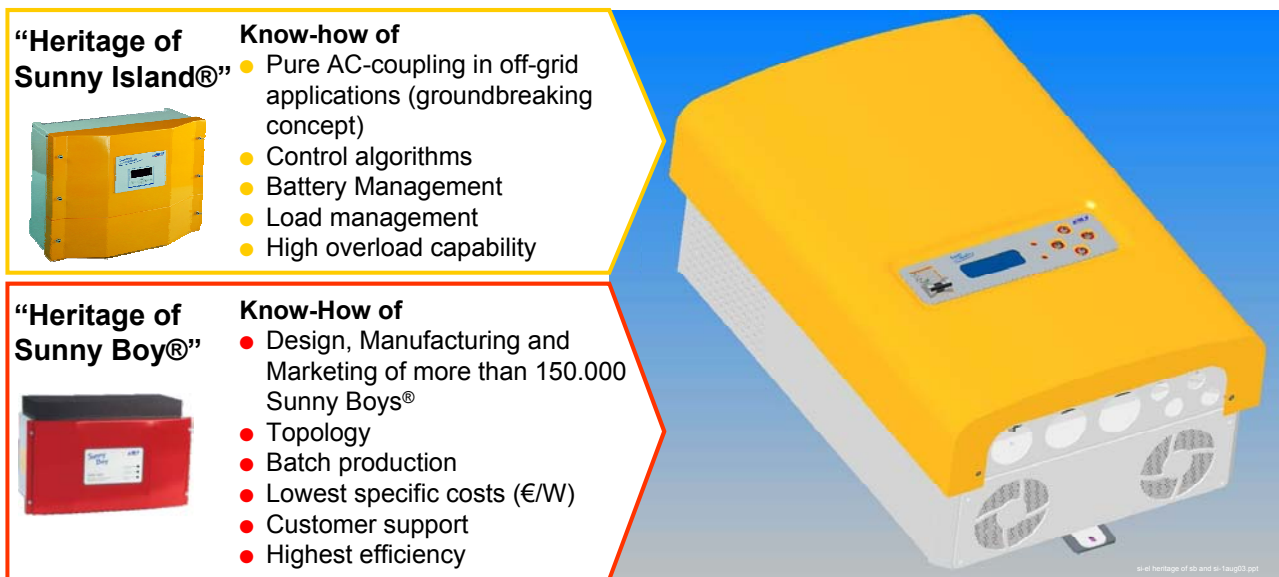 “Heritage of
Sunny Island®”
Know-how of
Pure AC-coupling in off-grid
applications (groundbreaking
concept)
Control algorithms
Battery Management
Load management
High overload capability
“Heritage of
Sunny Boy®”
Know-How of
Design, Manufacturing and
Marketing of more than 150.000
Sunny Boys®
Topology
Batch production
Lowest specific costs (€/W)
Customer support
Highest efficiency
Sunny
Boy
si-el heritage of sb and si-1aug03.ppt